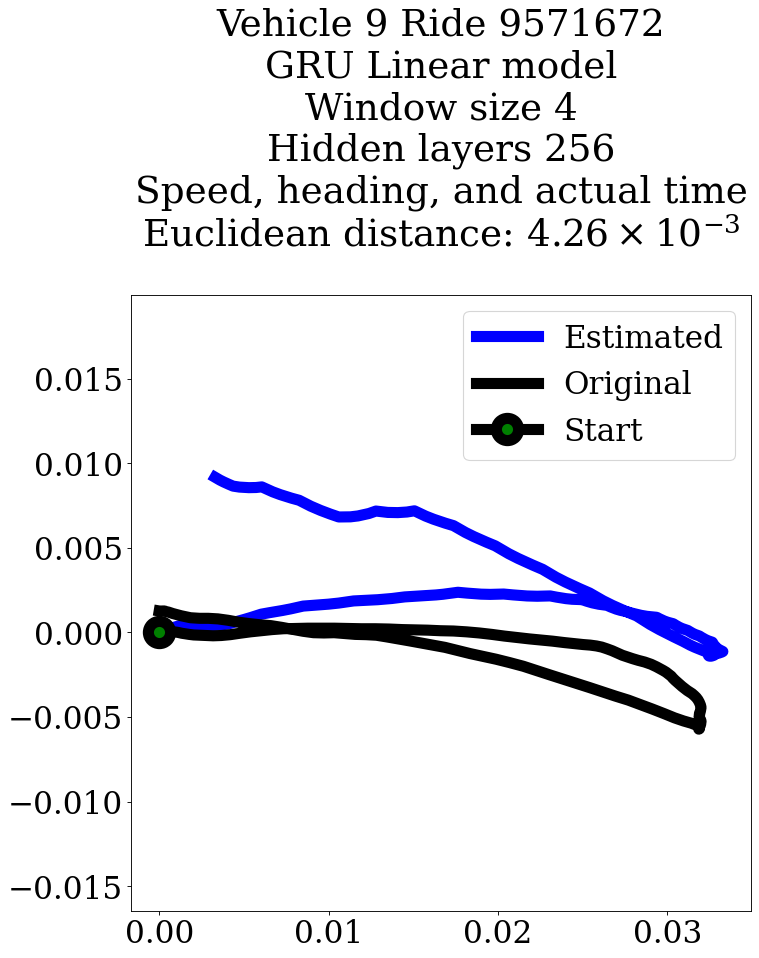 Vehicle 9 Ride 9571672
GRU Linear model
Window size 4
Hidden layers 256
Speed, heading, and actual time
Euclidean distance: 4.26 × 10⁻³
Estimated
Original
Start
0.015
0.010
0.005
0.000
−0.005
−0.010
−0.015
0.00 0.01 0.02 0.03